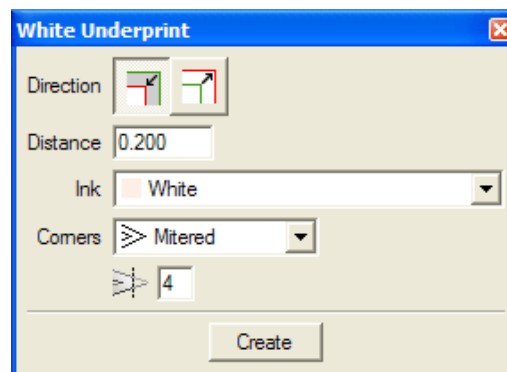 White Underprint
Direction
Distance 0.200
Ink White
Corners Mitered
4
Create